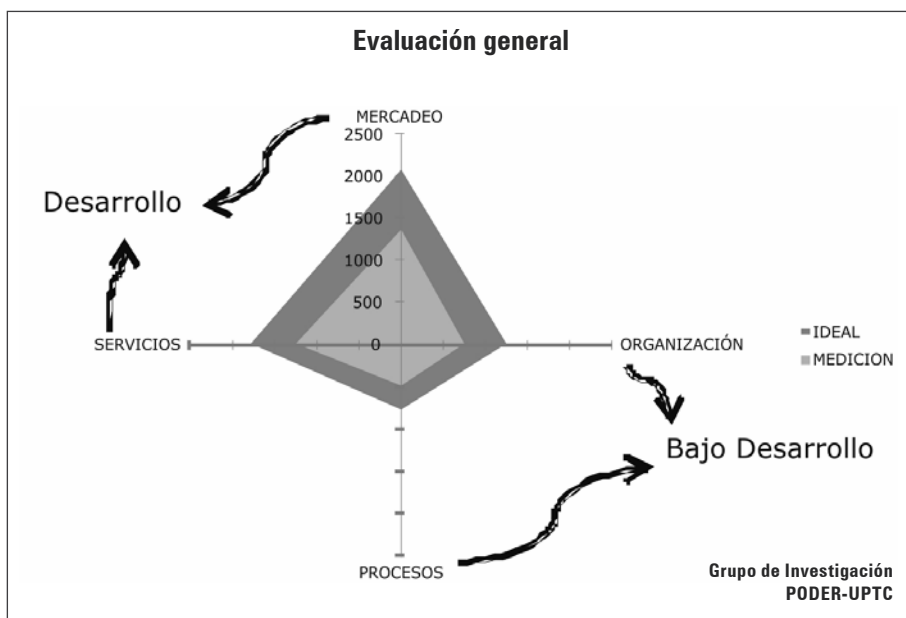 Evaluación general
MERCADEO
2500
2000
1500
1000
500
0
Desarrollo
SERVICIOS
ORGANIZACIÓN
IDEAL
MEDICION
Bajo Desarrollo
PROCESOS
Grupo de Investigación
PODER-UPTC